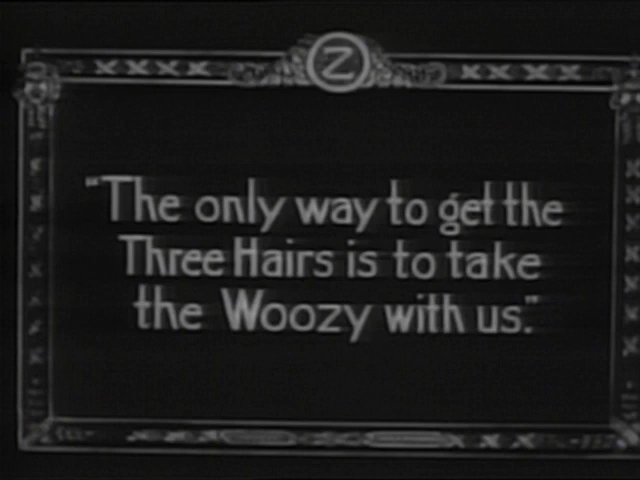 Z
"The only way to get the
Three Hairs is to take
the Woozy with us."